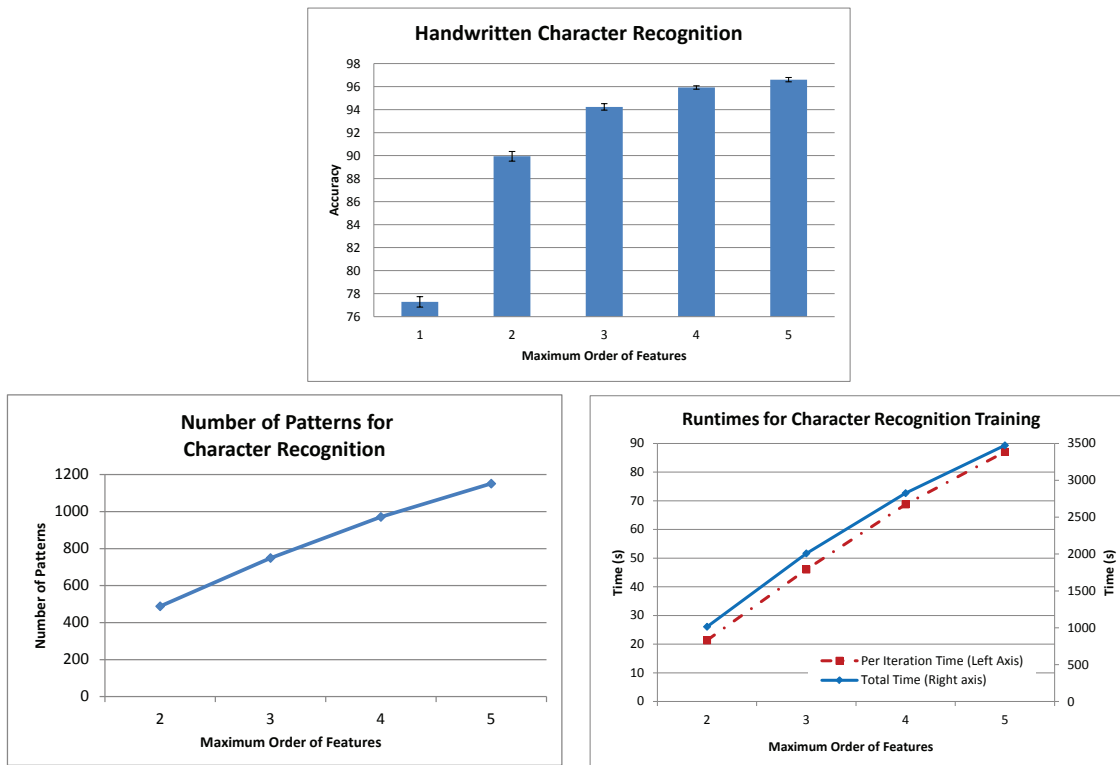 Handwritten Character Recognition
98
96
94
92
90
88
86
84
82
80
78
76
Accuracy
1 2 3 4 5
Maximum Order of Features
Number of Patterns for
Character Recognition
1200
1000
800
600
400
200
0
Number of Patterns
2 3 4 5
Maximum Order of Features
Runtimes for Character Recognition Training
90
80
70
60
50
40
30
20
10
0
Time (s)
3500
3000
2500
2000
1500
1000
500
0
Time (s)
Per Iteration Time (Left Axis)
Total Time (Right axis)
2 3 4 5
Maximum Order of Features